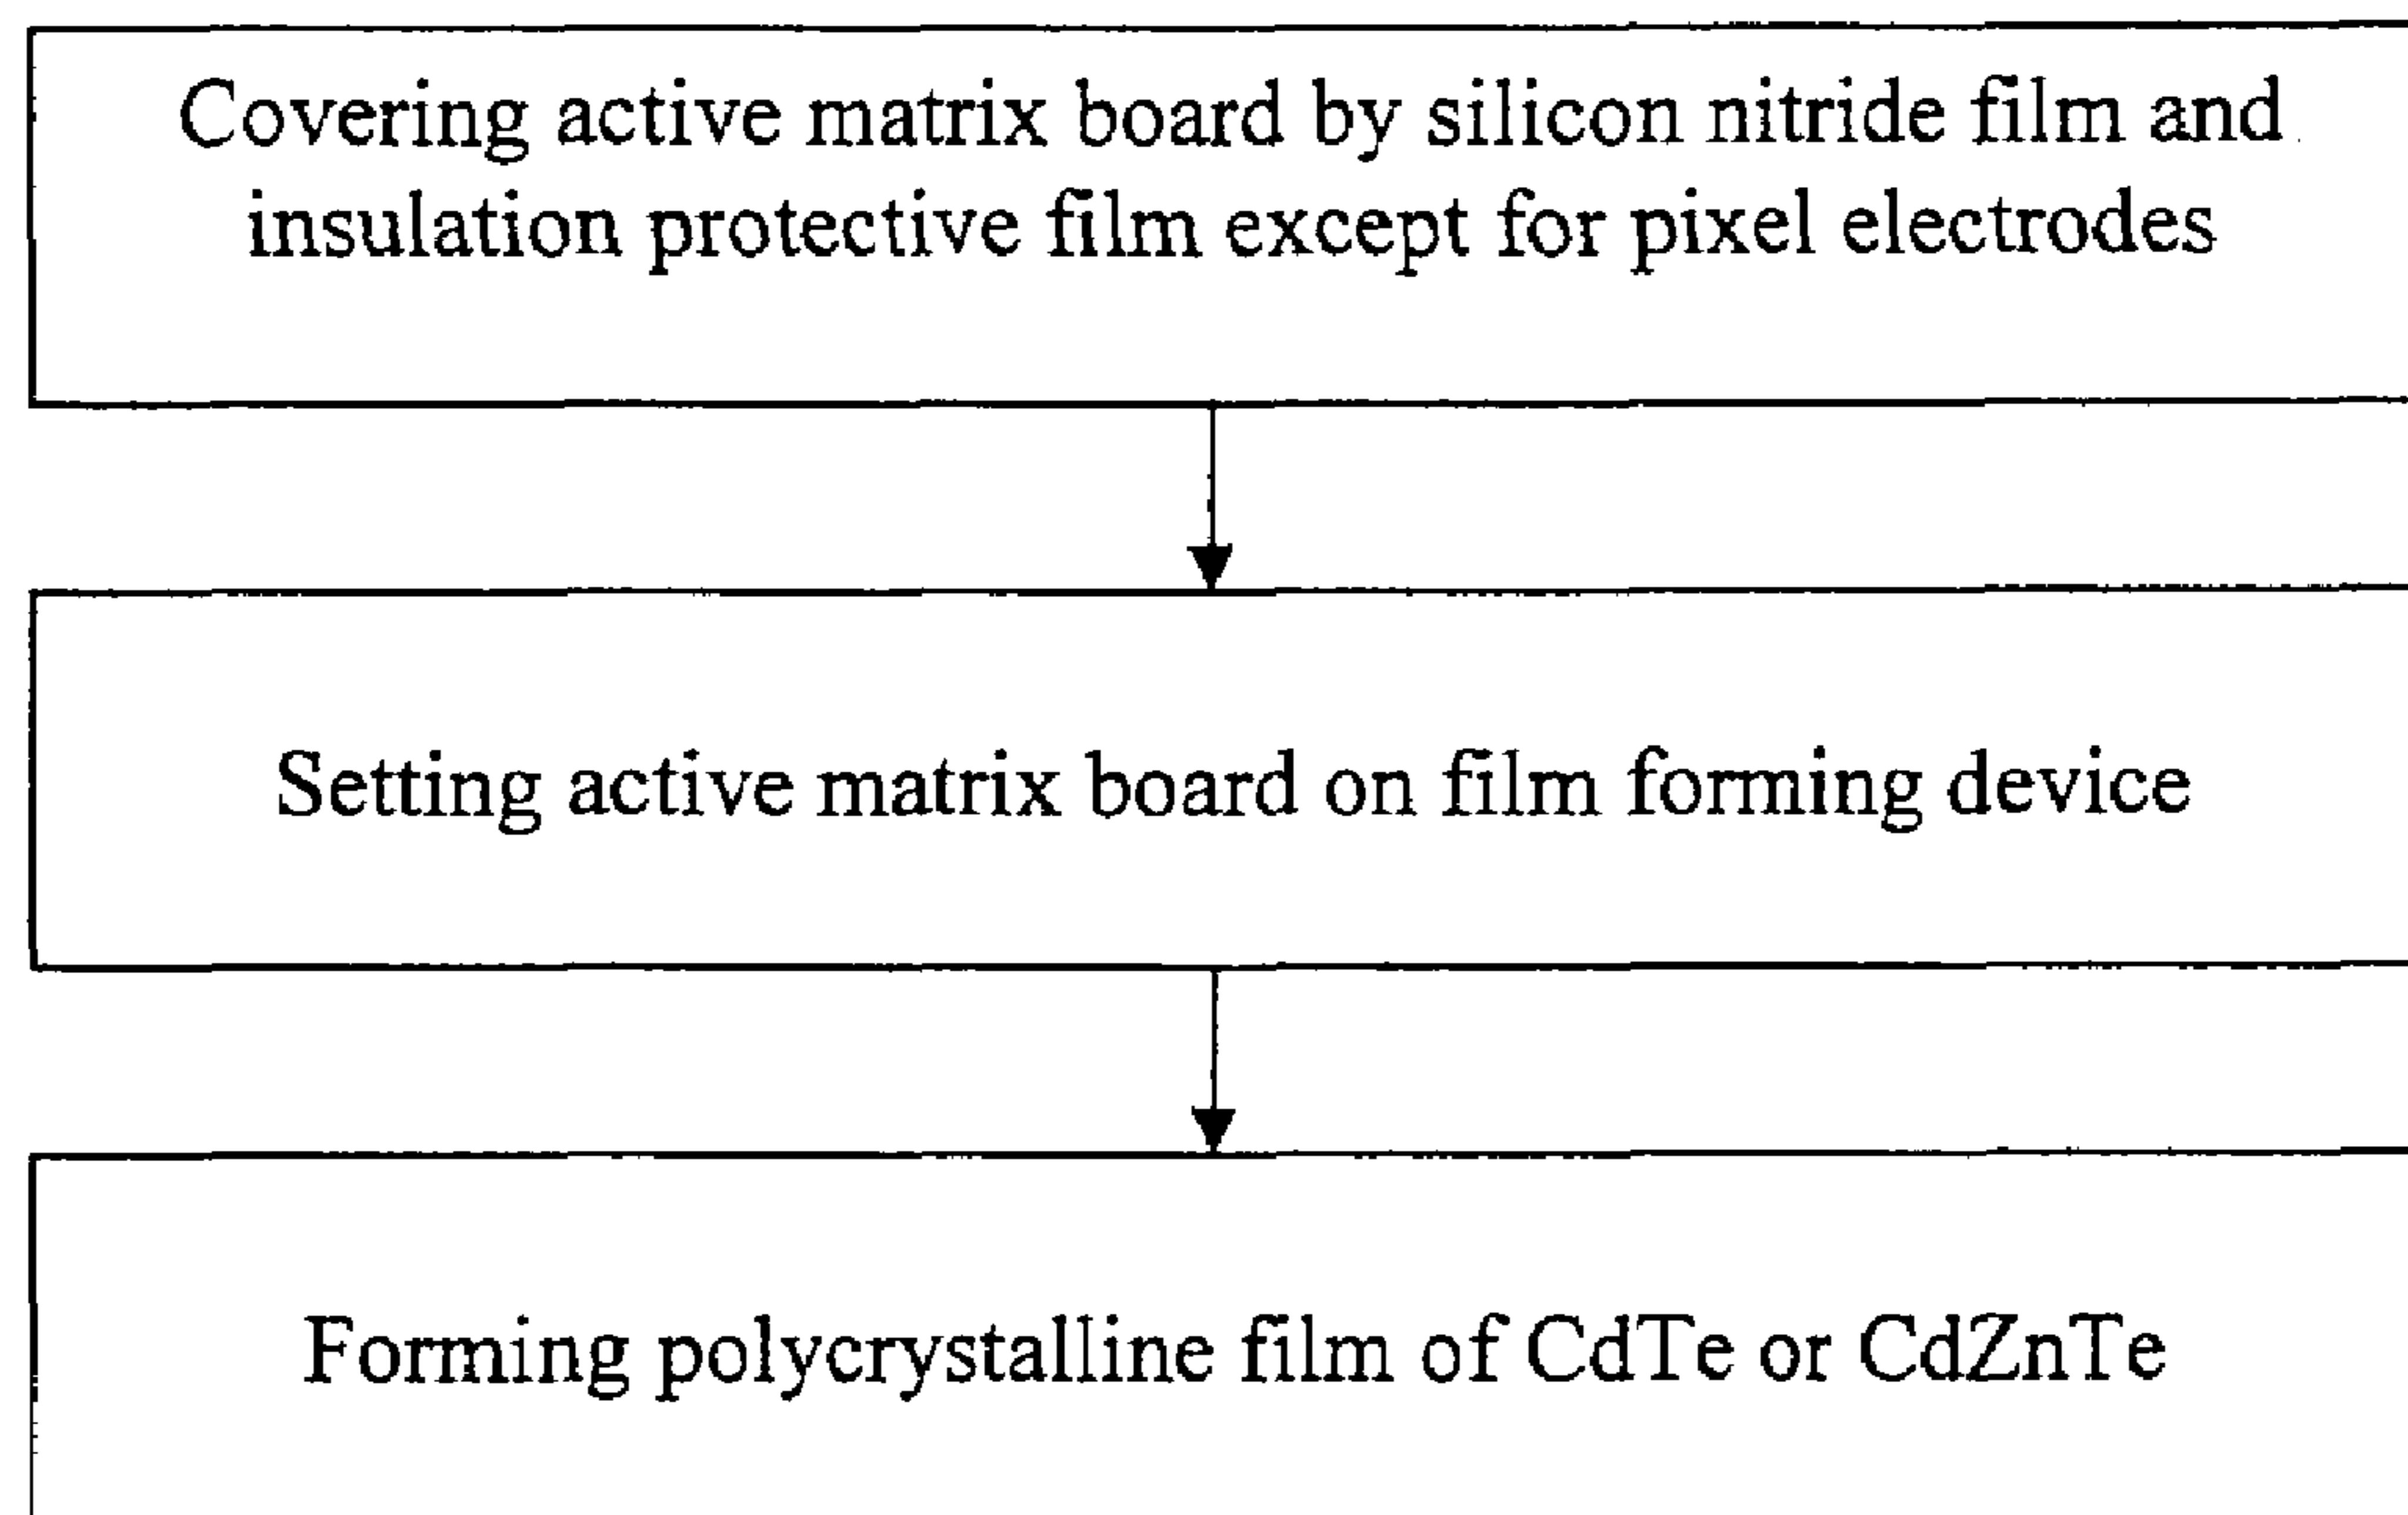 Covering active matrix board by silicon nitride film and
insulation protective film except for pixel electrodes
Setting active matrix board on film forming device
Forming polycrystalline film of CdTe or CdZnTe